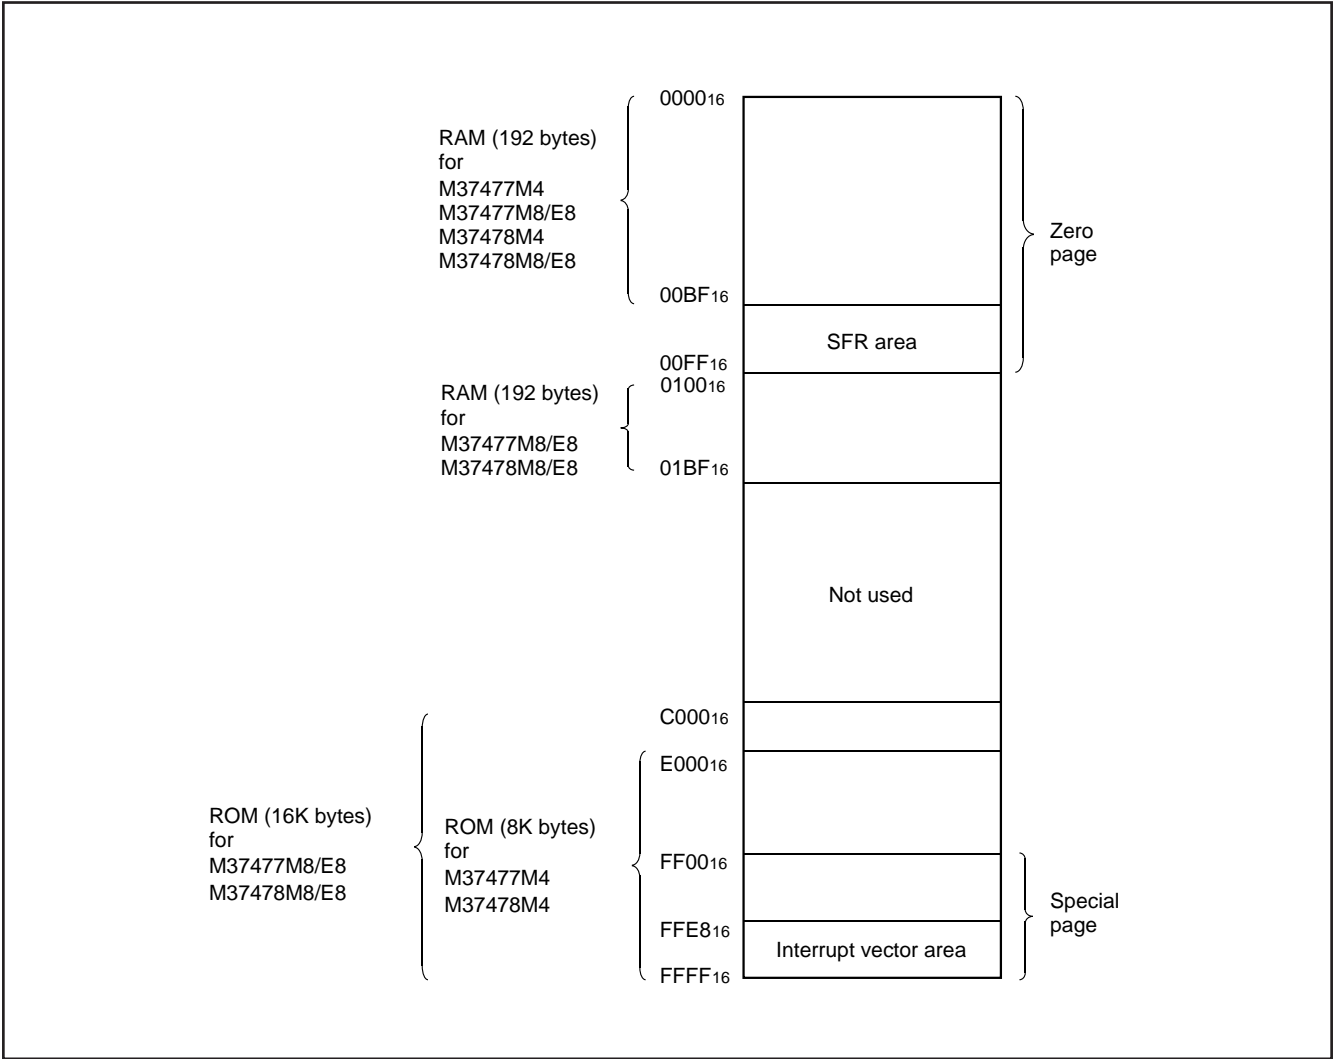 000016
RAM (192 bytes)
for
M37477M4
M37477M8/E8
M37478M4
M37478M8/E8
Zero
page
00BF16
SFR area
00FF16
010016
RAM (192 bytes)
for
M37477M8/E8
M37478M8/E8
01BF16
Not used
C00016
E00016
ROM (16K bytes)
for
M37477M8/E8
M37478M8/E8
ROM (8K bytes)
for
M37477M4
M37478M4
FF0016
Special
page
FFE816
Interrupt vector area
FFFF16